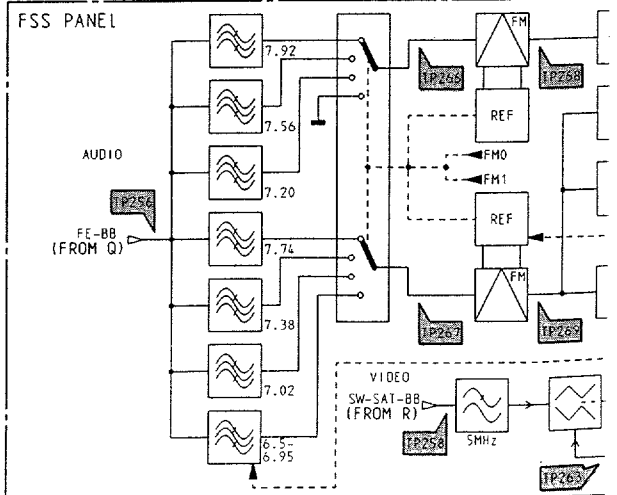 FSS PANEL
7.92
FM
TP266
TP268
7.56
REF
AUDIO
7.20
FM0
FM1
TP256
FE-BB
(FROM Q)
7.74
REF
FM
7.38
TP267
TP269
7.02
VIDEO
SW-SAT-BB
(FROM R)
TP258
5MHz
6.5-
6.95
TP263